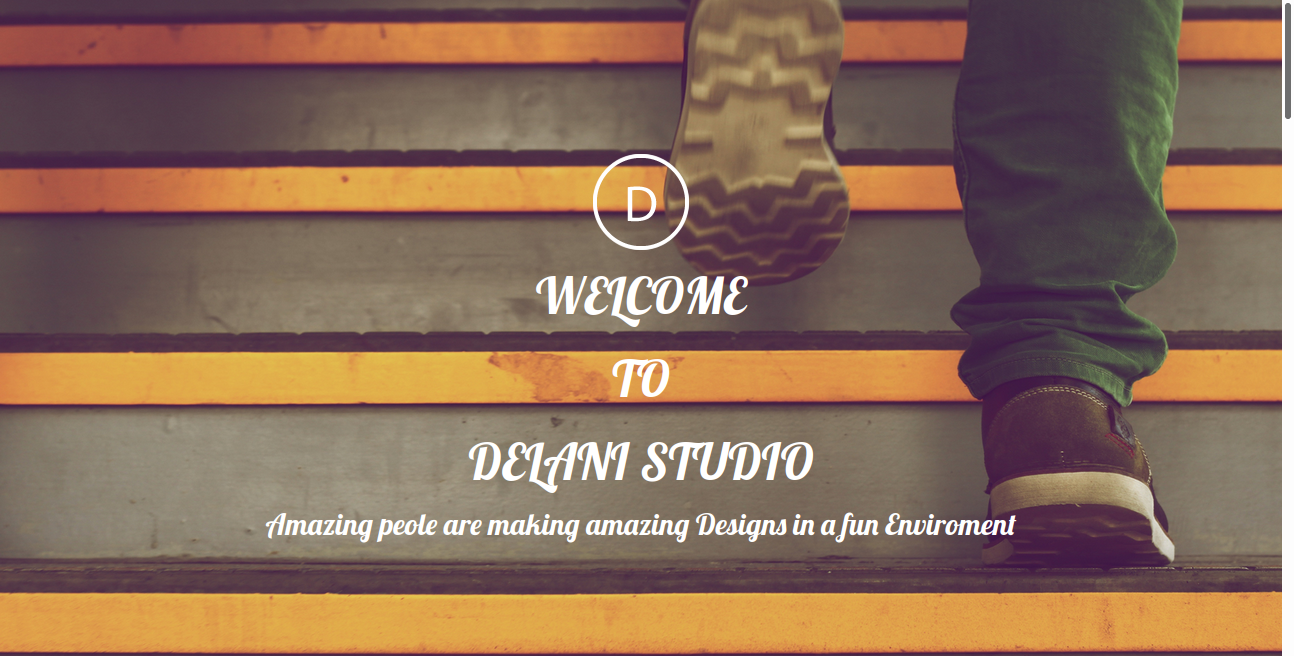 D
WELCOME
TO
DELANI STUDIO
Amazing peole are making amazing Designs in a fun Enviroment